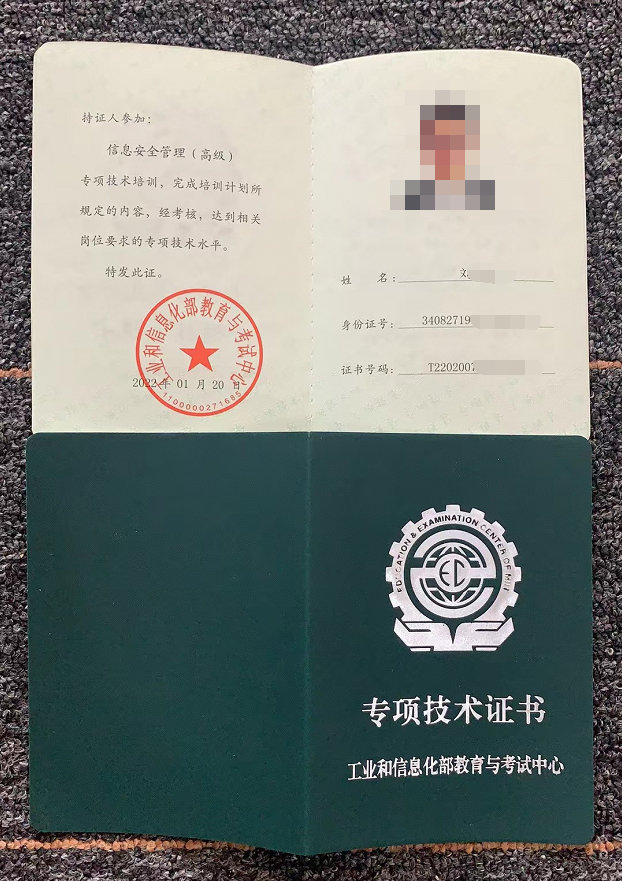 持证人参加：
信息安全管理（高级）
专项技术培训，完成培训计划所
规定的内容，经考核，达到相关
岗位要求的专项技术水平。
特发此证。
工业和信息化部教育与考试中心
2022年 01 月 20 日
1100000271685
姓 名：
身份证号：34082719
证书号码：T2202007
EDUCATION & EXAMINATION CENTER OF MIIT
EC
专项技术证书
工业和信息化部教育与考试中心